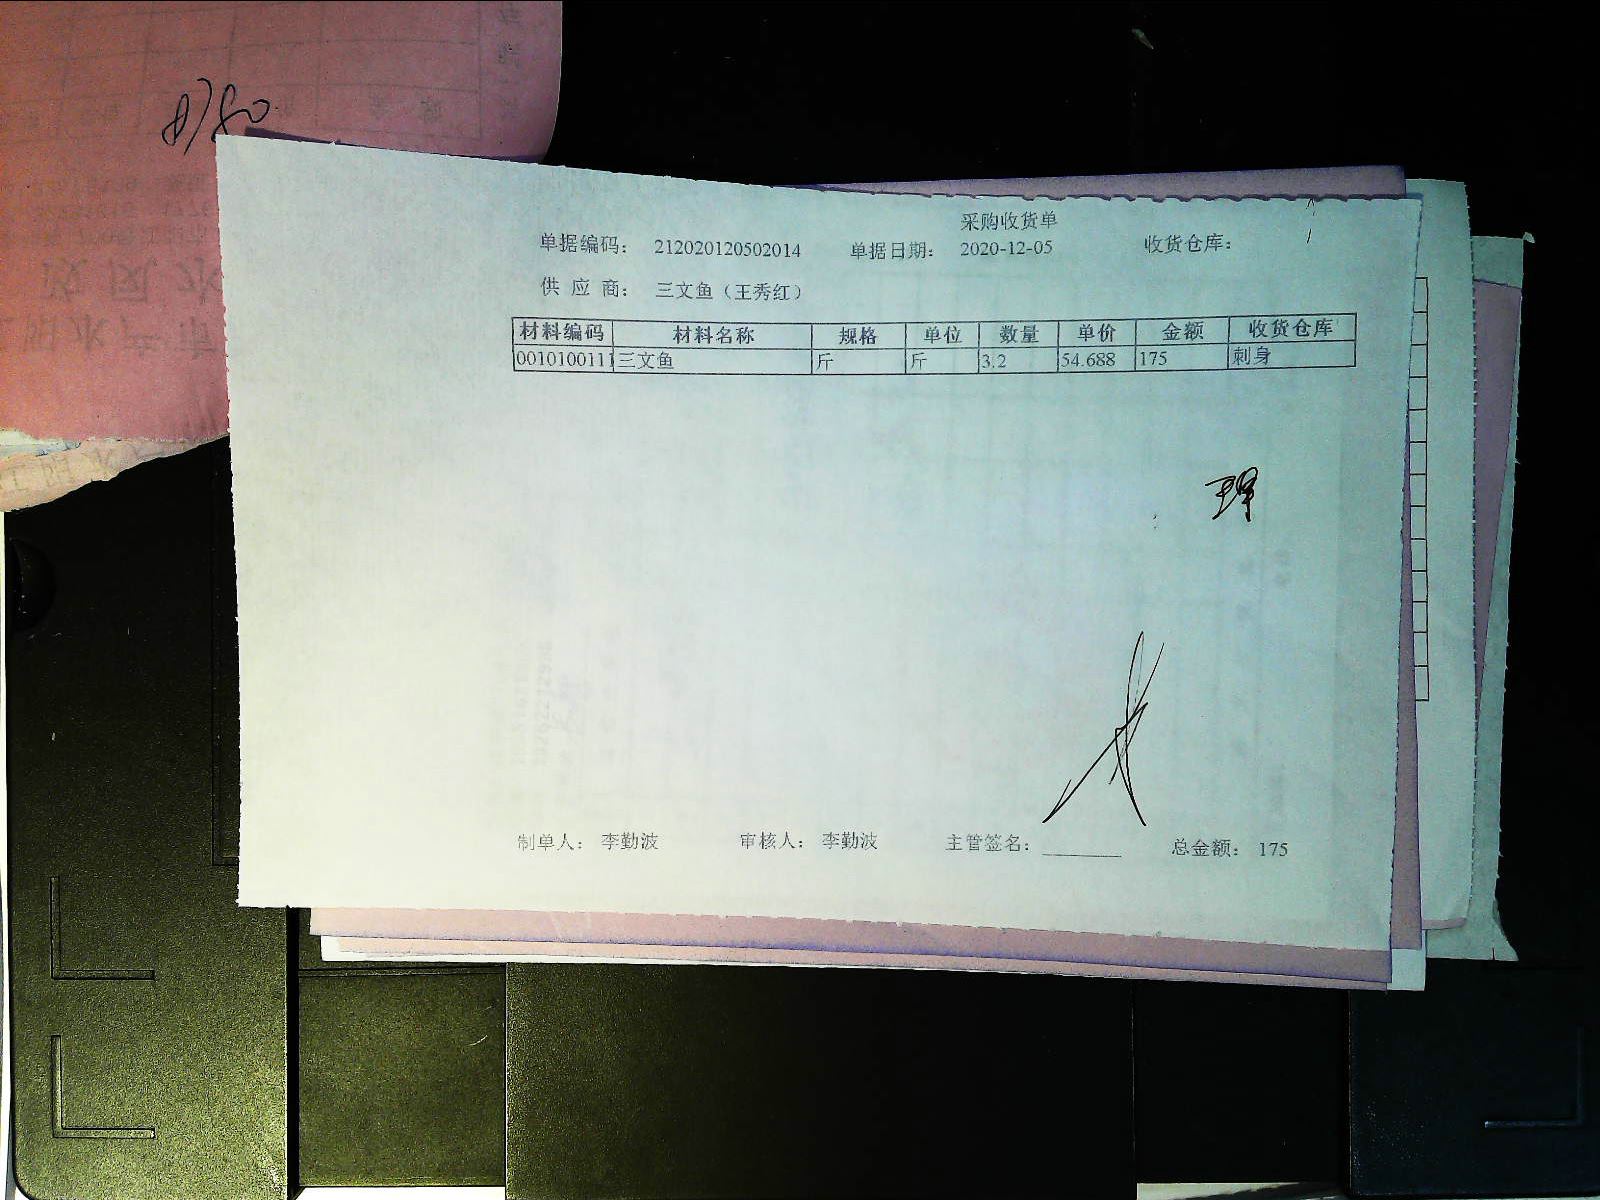 采购收货单
单据编码： 212020120502014 单据日期： 2020-12-05 收货仓库：
供 应 商： 三文鱼（王秀红）
材料编码 材料名称 规格 单位 数量 单价 金额 收货仓库
0010100111 三文鱼 斤 斤 3.2 54.688 175 刺身
制单人： 李勤波 审核人： 李勤波 主管签名： 总金额： 175